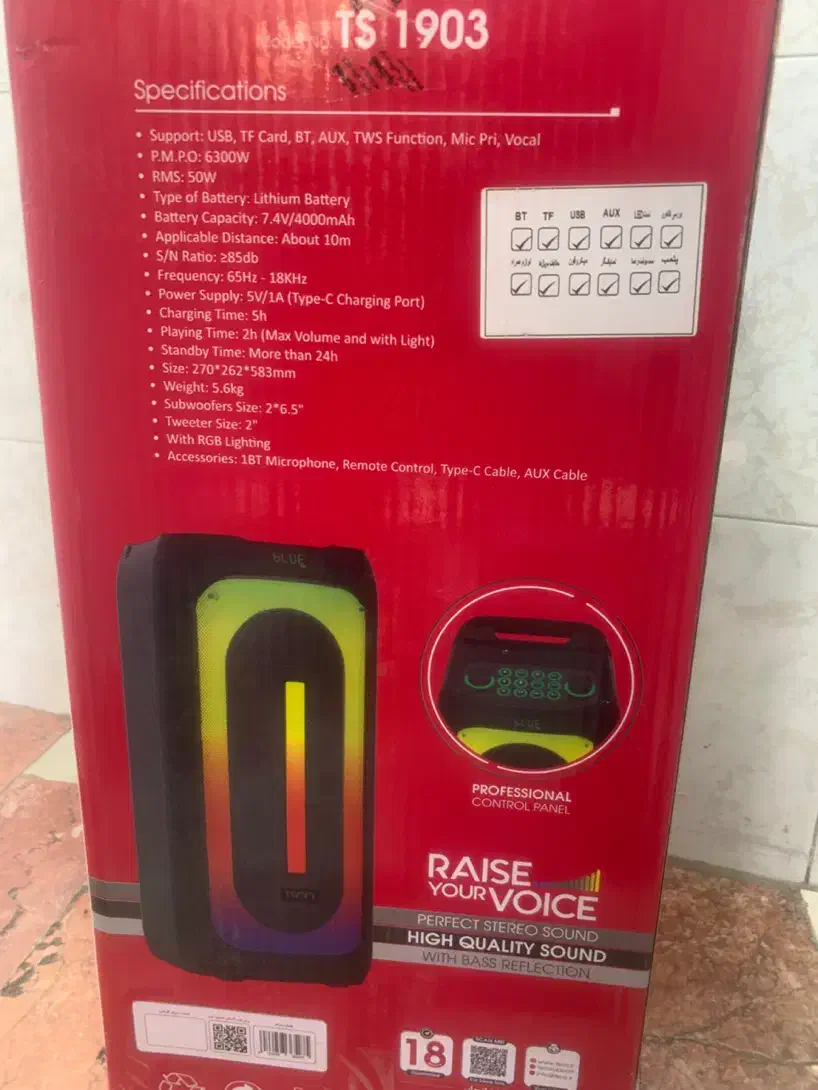 Model No. TS 1903
Specifications
• Support: USB, TF Card, BT, AUX, TWS Function, Mic Pri, Vocal
• P.M.P.O: 6300W
• RMS: 50W
• Type of Battery: Lithium Battery
• Battery Capacity: 7.4V/4000mAh
• Applicable Distance: About 10m
• S/N Ratio: ≥85db
• Frequency: 65Hz - 18KHz
• Power Supply: 5V/1A (Type-C Charging Port)
• Charging Time: 5h
• Playing Time: 2h (Max Volume and with Light)
• Standby Time: More than 24h
• Size: 270*262*583mm
• Weight: 5.6kg
• Subwoofers Size: 2*6.5"
• Tweeter Size: 2"
• With RGB Lighting
• Accessories: 1BT Microphone, Remote Control, Type-C Cable, AUX Cable
BT TF USB AUX
میکروفون
PROFESSIONAL
CONTROL PANEL
RAISE
YOUR VOICE
PERFECT STEREO SOUND
HIGH QUALITY SOUND
WITH BASS REFLECTION
18
SCAN ME